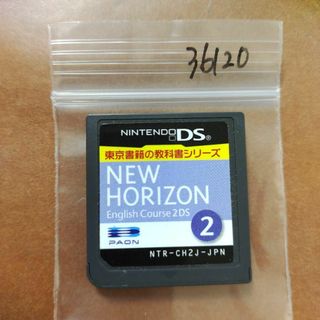 36120
NINTENDO DS
東京書籍の教科書シリーズ
NEW
HORIZON
English Course 2 DS
2
PAON
NTR-CH2J-JPN